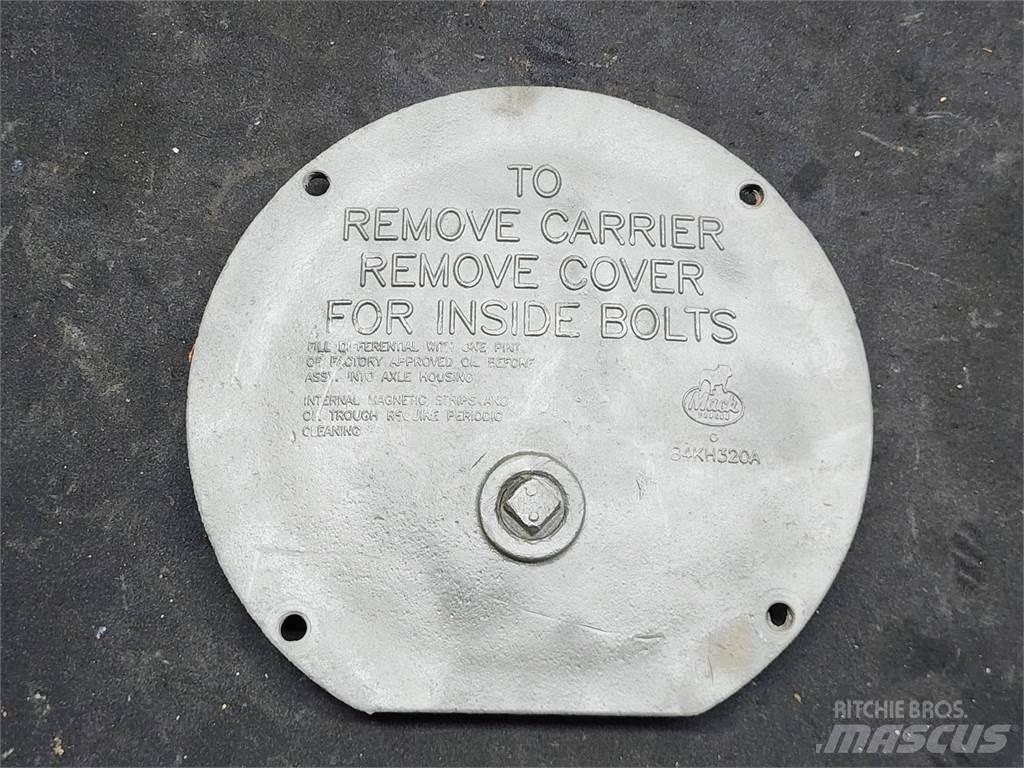 TO
REMOVE CARRIER
REMOVE COVER
FOR INSIDE BOLTS
FILL DIFFERENTIAL WITH ONE PINT
OF FACTORY APPROVED OIL BEFORE
ASSY. INTO AXLE HOUSING
INTERNAL MAGNETIC STRIPS AND
OIL TROUGH REQUIRE PERIODIC
CLEANING
Mack
KH320A
RITCHIE BROS.
MASCUS